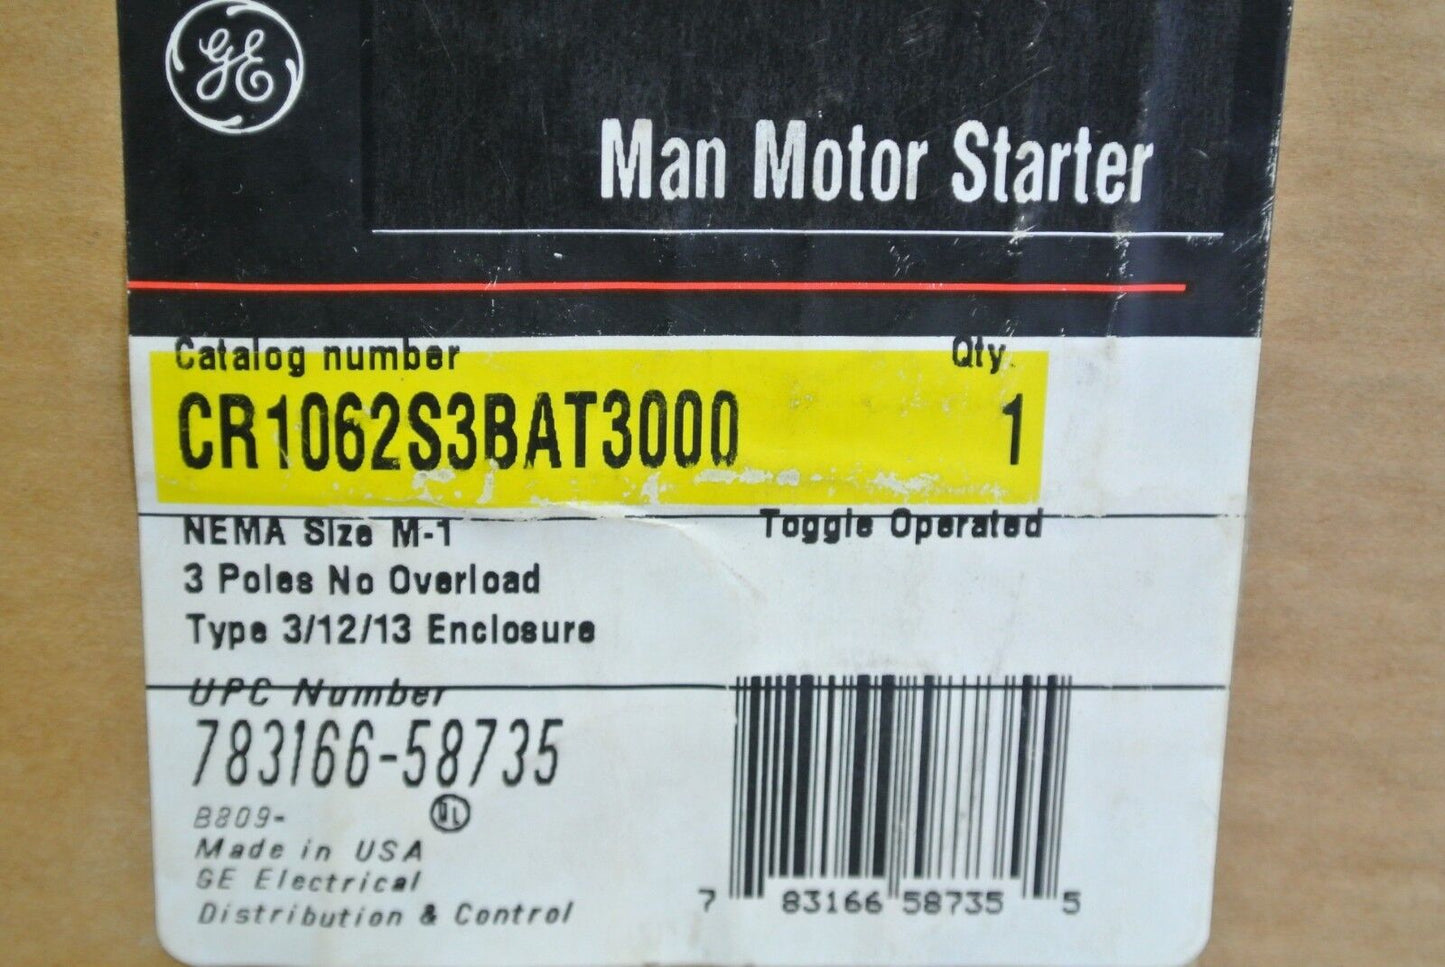 GE
Man Motor Starter
Catalog number Qty.
CR1062S3BAT3000 1
NEMA Size M-1 Toggle Operated
3 Poles No Overload
Type 3/12/13 Enclosure
UPC Number
783166-58735
B809- UL
Made in USA
GE Electrical
Distribution & Control
7 83166 58735 5